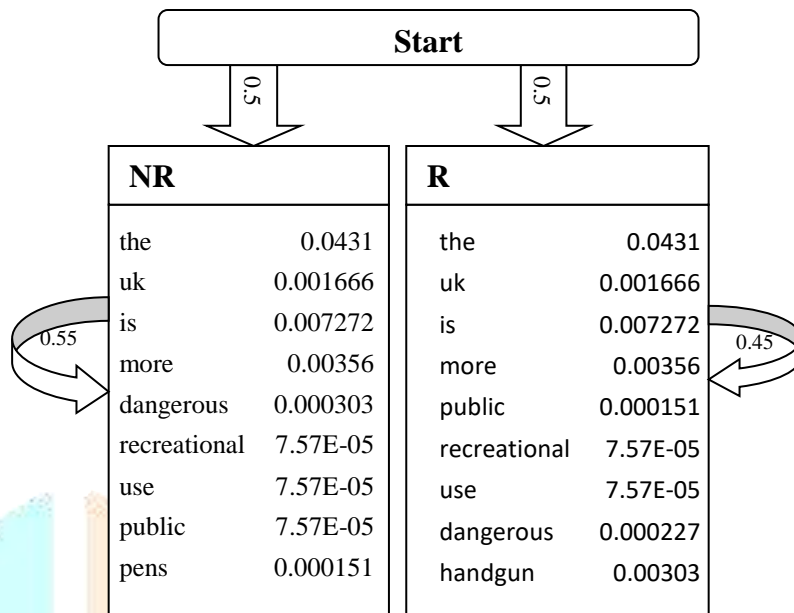 Start
0.5
0.5
NR
the 0.0431
uk 0.001666
is 0.007272
more 0.00356
dangerous 0.000303
recreational 7.57E-05
use 7.57E-05
public 7.57E-05
pens 0.000151
0.55
R
the 0.0431
uk 0.001666
is 0.007272
more 0.00356
public 0.000151
recreational 7.57E-05
use 7.57E-05
dangerous 0.000227
handgun 0.00303
0.45